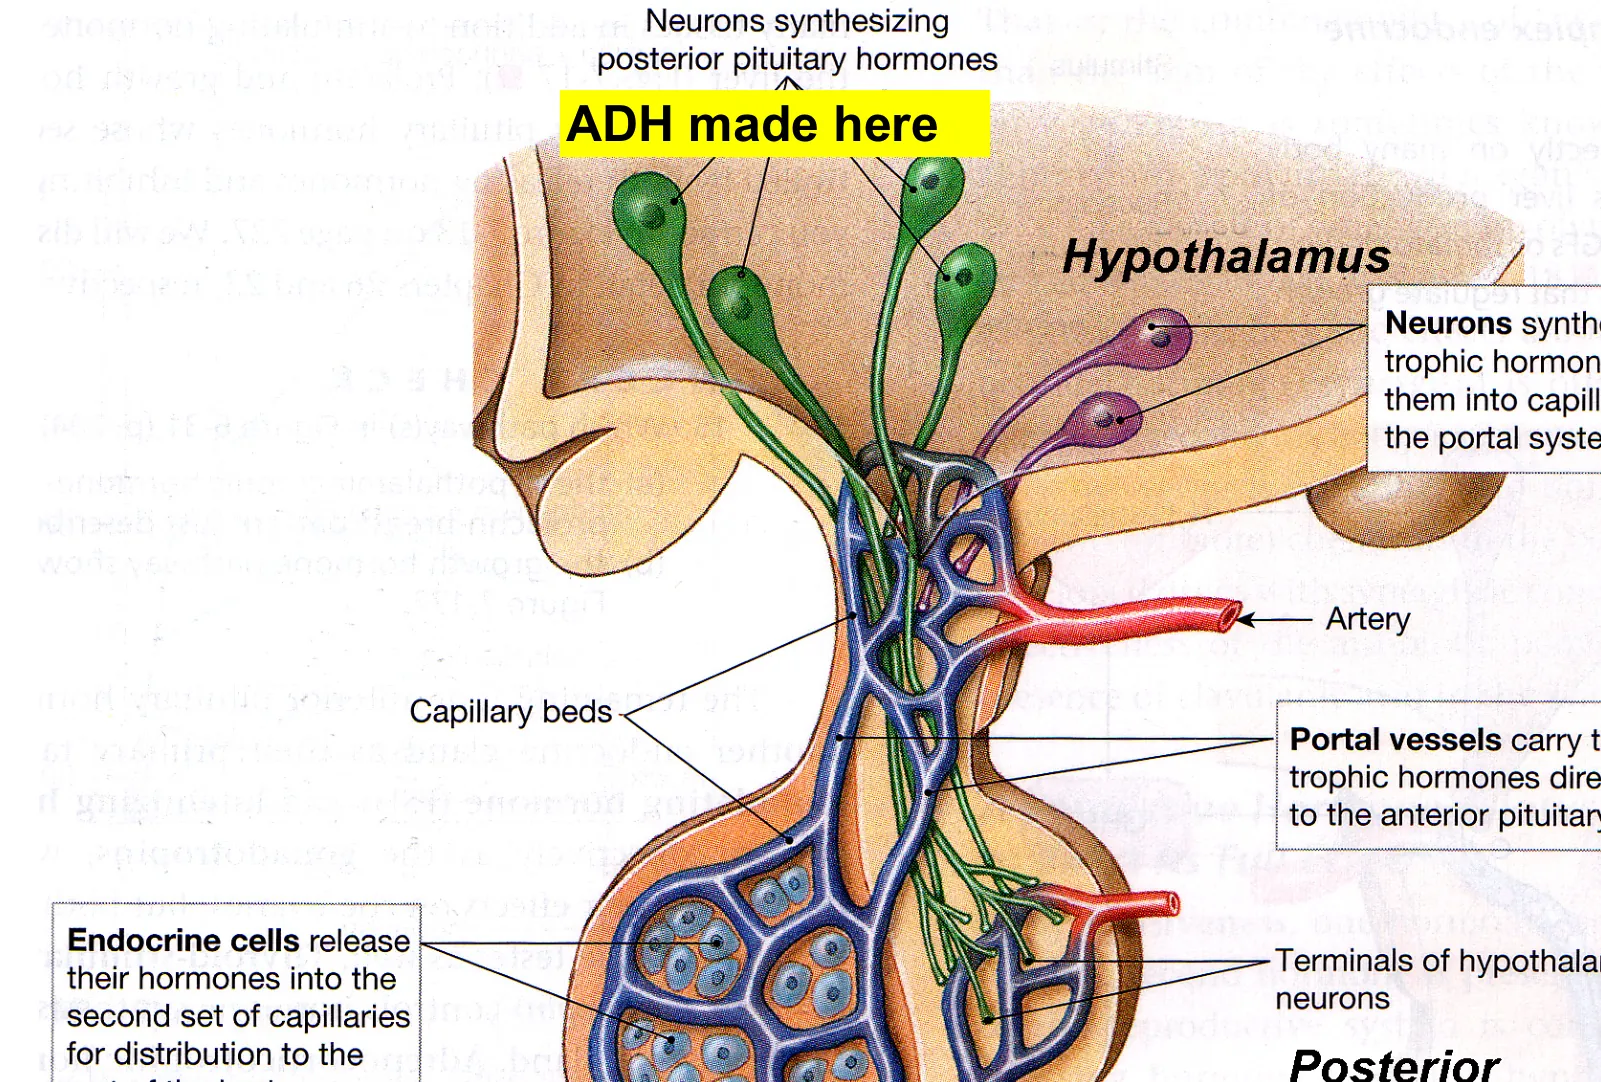 Neurons synthesizing
posterior pituitary hormones
ADH made here
Hypothalamus
Neurons synthe
trophic hormon
them into capill
the portal syste
Artery
Capillary beds
Portal vessels carry t
trophic hormones dire
to the anterior pituitary
Endocrine cells release
their hormones into the
second set of capillaries
for distribution to the
Terminals of hypothala
neurons
Posterior